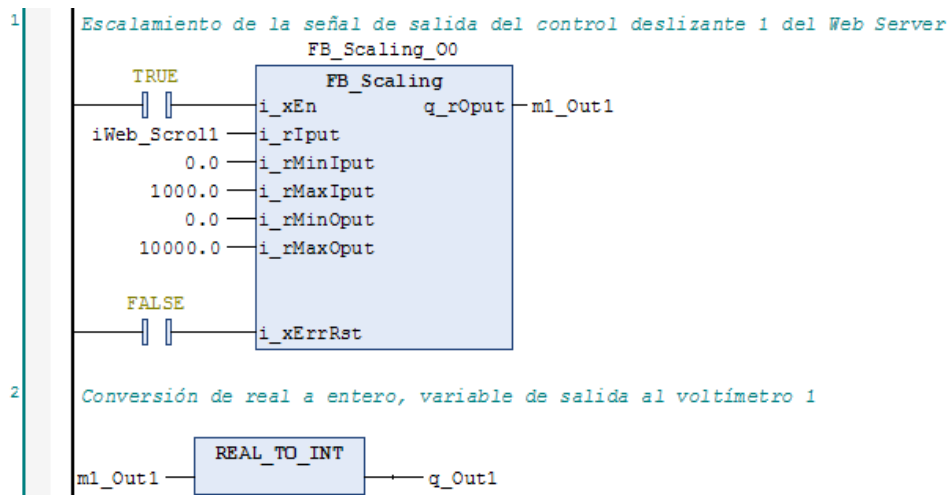 1 Escalamiento de la señal de salida del control deslizante 1 del Web Server
FB_Scaling_O0
TRUE FB_Scaling
i_xEn q_rOput m1_Out1
iWeb_Scroll1 i_rIput
0.0 i_rMinIput
1000.0 i_rMaxIput
0.0 i_rMinOput
10000.0 i_rMaxOput
FALSE
i_xErrRst
2 Conversión de real a entero, variable de salida al voltímetro 1
REAL_TO_INT
m1_Out1 q_Out1